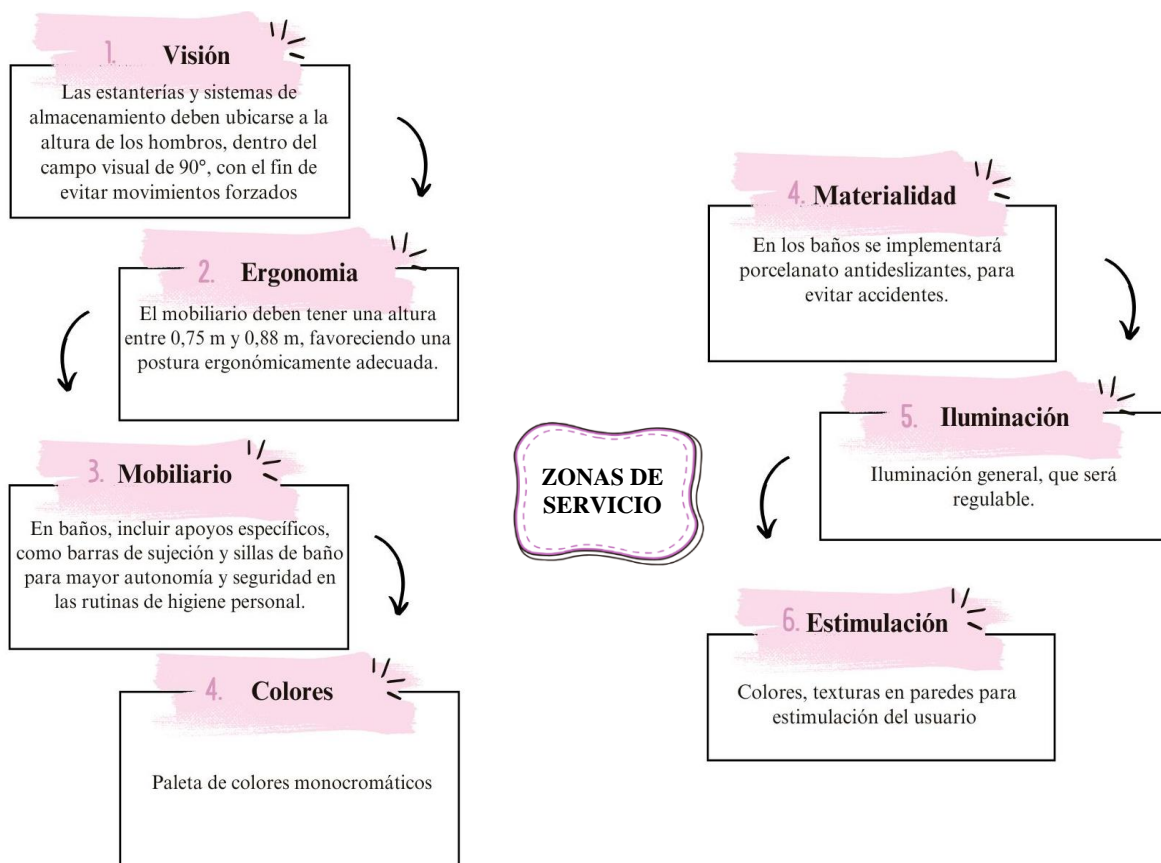 1. Visión
Las estanterías y sistemas de
almacenamiento deben ubicarse a la
altura de los hombros, dentro del
campo visual de 90°, con el fin de
evitar movimientos forzados
2. Ergonomia
El mobiliario deben tener una altura
entre 0,75 m y 0,88 m, favoreciendo una
postura ergonómicamente adecuada.
3. Mobiliario
En baños, incluir apoyos específicos,
como barras de sujeción y sillas de baño
para mayor autonomía y seguridad en
las rutinas de higiene personal.
4. Colores
Paleta de colores monocromáticos
ZONAS DE
SERVICIO
4. Materialidad
En los baños se implementará
porcelanato antideslizantes, para
evitar accidentes.
5. Iluminación
Iluminación general, que será
regulable.
6. Estimulación
Colores, texturas en paredes para
estimulación del usuario